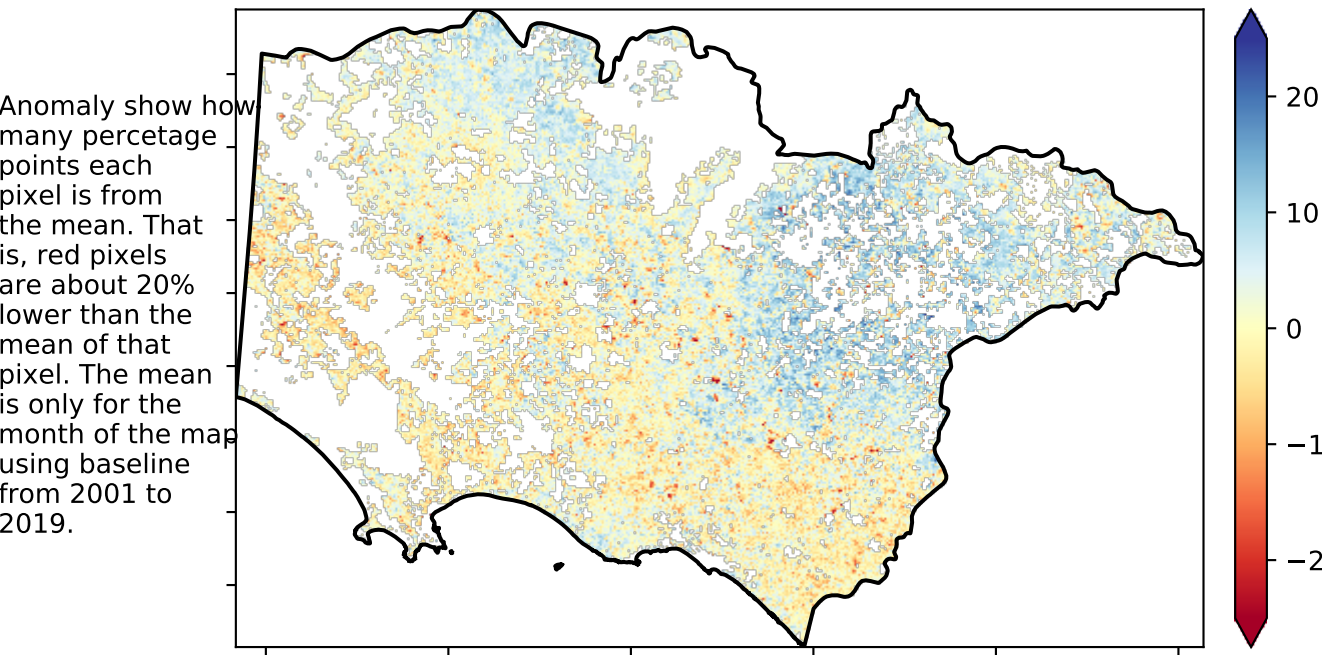 Anomaly show how
many percetage
points each
pixel is from
the mean. That
is, red pixels
are about 20%
lower than the
mean of that
pixel. The mean
is only for the
month of the map
using baseline
from 2001 to
2019.
20
10
0
−1
−2